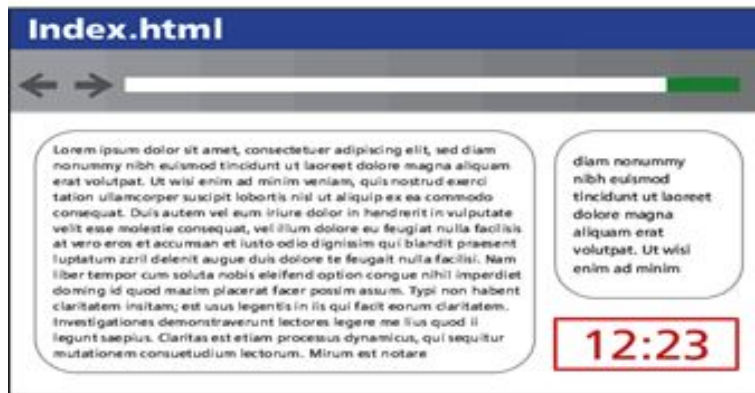 Index.html
Lorem ipsum dolor sit amet, consectetuer adipiscing elit, sed diam
nonummy nibh euismod tincidunt ut laoreet dolore magna aliquam
erat volutpat. Ut wisi enim ad minim veniam, quis nostrud exerci
tation ullamcorper suscipit lobortis nisl ut aliquip ex ea commodo
consequat. Duis autem vel eum iriure dolor in hendrerit in vulputate
velit esse molestie consequat, vel illum dolore eu feugiat nulla facilisis
at vero eros et accumsan et iusto odio dignissim qui blandit praesent
luptatum zzril delenit augue duis dolore te feugait nulla facilisi. Nam
liber tempor cum soluta nobis eleifend option congue nihil imperdiet
doming id quod mazim placerat facer possim assum. Typi non habent
claritatem insitam; est usus legentis in iis qui facit eorum claritatem.
Investigationes demonstraverunt lectores legere me lius quod ii
legunt saepius. Claritas est etiam processus dynamicus, qui sequitur
mutationem consuetudium lectorum. Mirum est notare
diam nonummy
nibh euismod
tincidunt ut laoreet
dolore magna
aliquam erat
volutpat. Ut wisi
enim ad minim
12:23